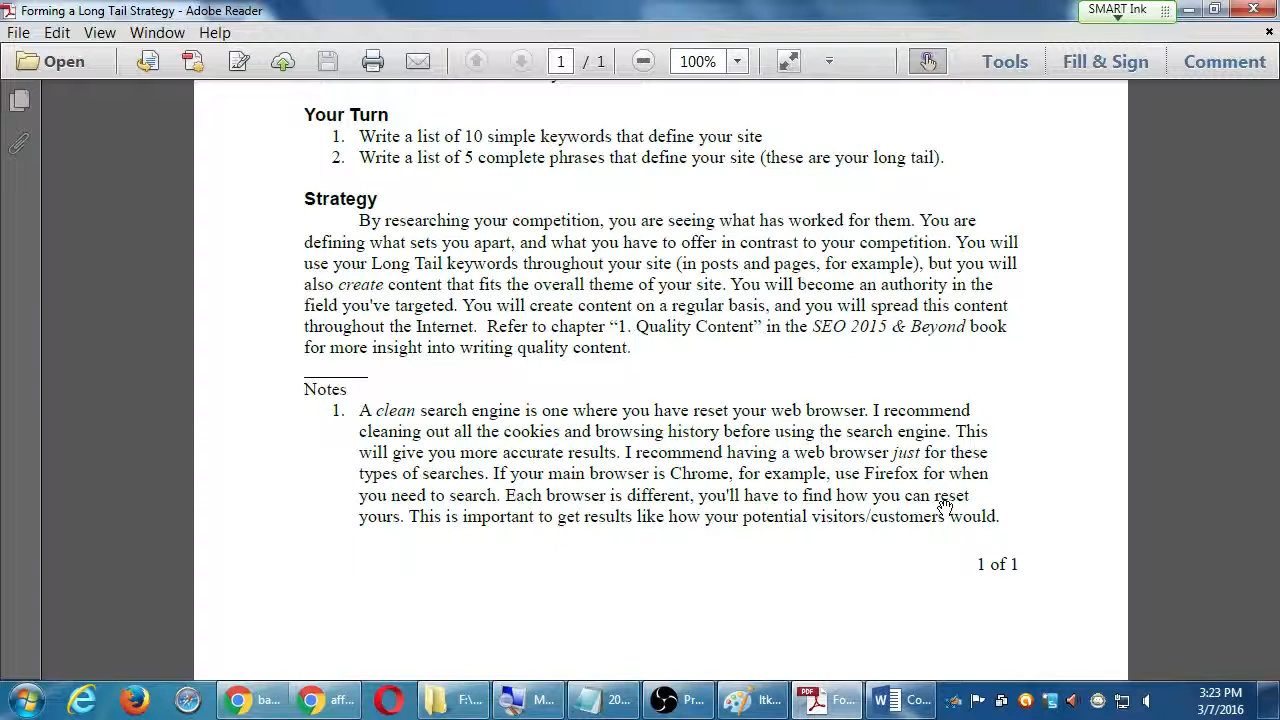 Forming a Long Tail Strategy - Adobe Reader
SMART Ink
File Edit View Window Help
Open 1 / 1 100% Tools Fill & Sign Comment
Your Turn
1. Write a list of 10 simple keywords that define your site
2. Write a list of 5 complete phrases that define your site (these are your long tail).
Strategy
By researching your competition, you are seeing what has worked for them. You are
defining what sets you apart, and what you have to offer in contrast to your competition. You will
use your Long Tail keywords throughout your site (in posts and pages, for example), but you will
also create content that fits the overall theme of your site. You will become an authority in the
field you've targeted. You will create content on a regular basis, and you will spread this content
throughout the Internet.  Refer to chapter “1. Quality Content” in the SEO 2015 & Beyond book
for more insight into writing quality content.
Notes
1. A clean search engine is one where you have reset your web browser. I recommend
cleaning out all the cookies and browsing history before using the search engine. This
will give you more accurate results. I recommend having a web browser just for these
types of searches. If your main browser is Chrome, for example, use Firefox for when
you need to search. Each browser is different, you'll have to find how you can reset
yours. This is important to get results like how your potential visitors/customers would.
1 of 1
ba... aff... F:\... M... 20... Pr... ltk... Fo... Co...
3:23 PM
3/7/2016